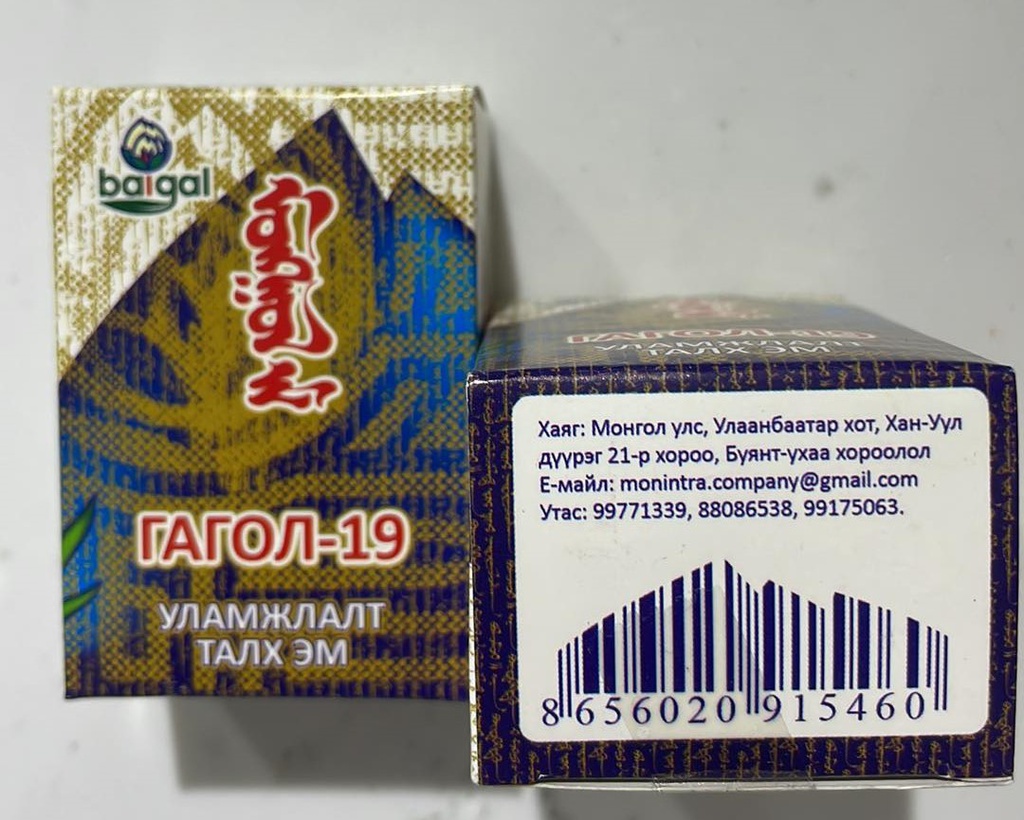 baigal
ГАГОЛ-19
УЛАМЖЛАЛТ
ТАЛХ ЭМ
ГАГОЛ-19
УЛАМЖЛАЛТ
ТАЛХ ЭМ
Хаяг: Монгол улс, Улаанбаатар хот, Хан-Уул
дүүрэг 21-р хороо, Буянт-ухаа хороолол
Е-майл: monintra.company@gmail.com
Утас: 99771339, 88086538, 99175063.
8 656020 915460